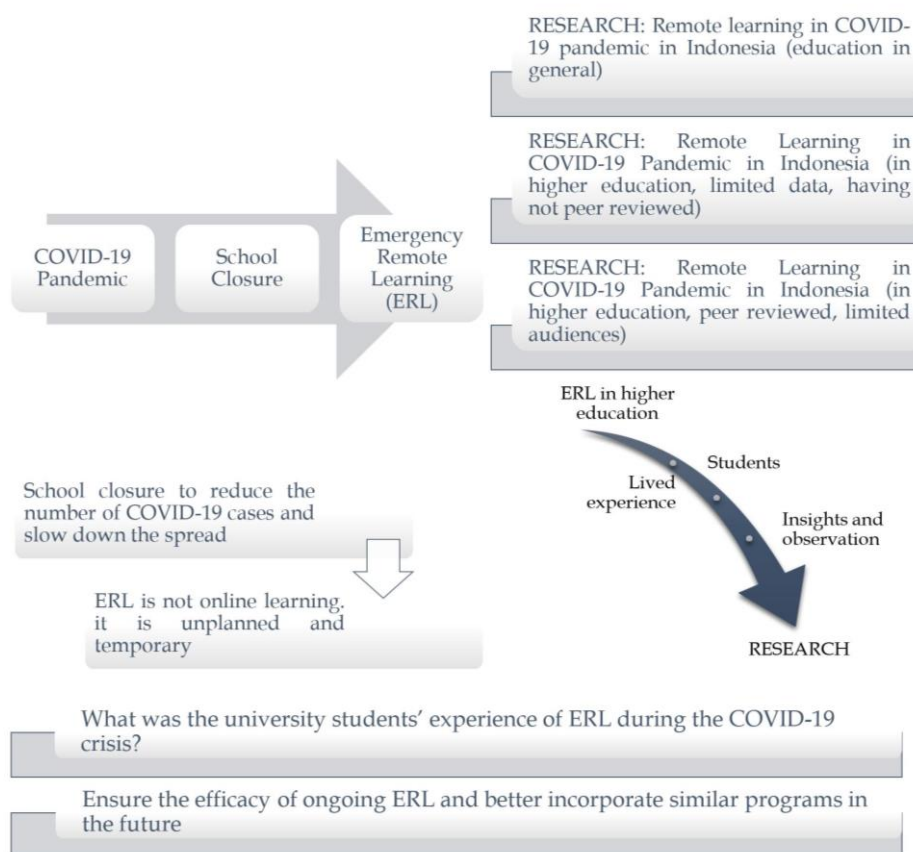 RESEARCH: Remote learning in COVID-
19 pandemic in Indonesia (education in
general)
RESEARCH: Remote Learning in
COVID-19 Pandemic in Indonesia (in
higher education, limited data, having
not peer reviewed)
RESEARCH: Remote Learning in
COVID-19 Pandemic in Indonesia (in
higher education, peer reviewed, limited
audiences)
COVID-19
Pandemic
School
Closure
Emergency
Remote
Learning
(ERL)
ERL in higher
education
Students
Lived
experience
Insights and
observation
RESEARCH
School closure to reduce the
number of COVID-19 cases and
slow down the spread
ERL is not online learning.
it is unplanned and
temporary
What was the university students’ experience of ERL during the COVID-19
crisis?
Ensure the efficacy of ongoing ERL and better incorporate similar programs in
the future